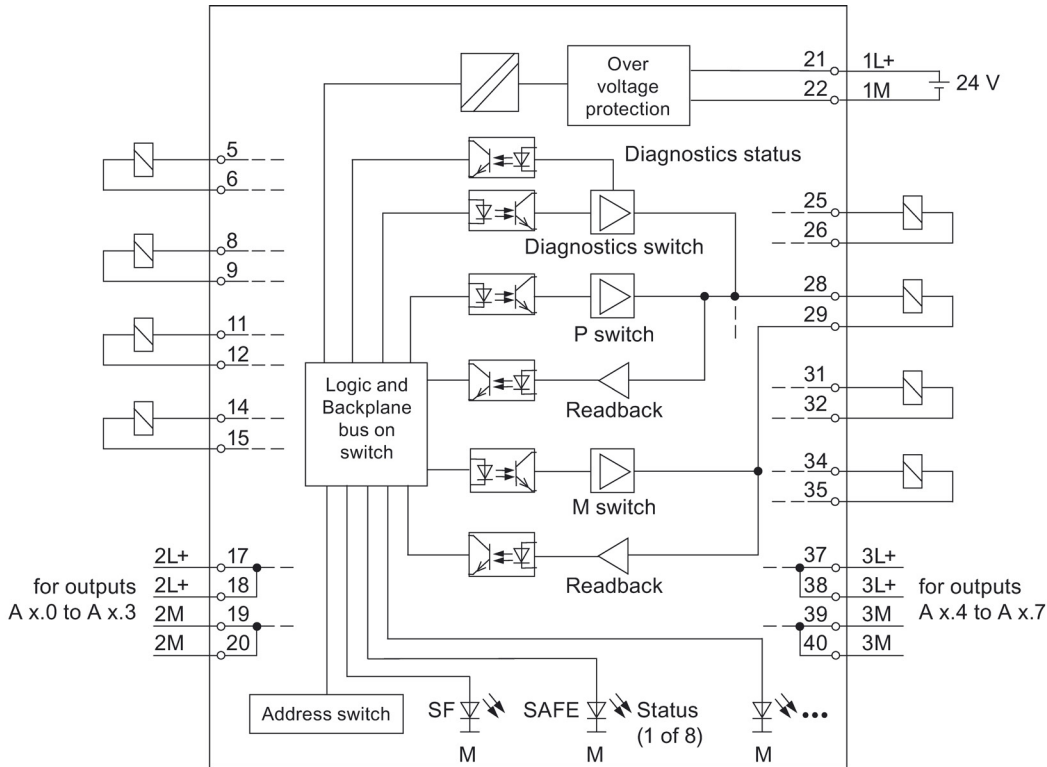 Over
voltage
protection
21
1L+
22
1M
24 V
Diagnostics status
5
6
25
26
Diagnostics switch
8
9
28
29
P switch
11
12
Logic and
Backplane
bus on
switch
Readback
31
32
14
15
34
35
M switch
Readback
for outputs
A x.0 to A x.3
2L+
17
2L+
18
2M
19
2M
20
37
3L+
38
3L+
39
3M
40
3M
for outputs
A x.4 to A x.7
Address switch
SF
M
SAFE
M
Status
(1 of 8)
M
...